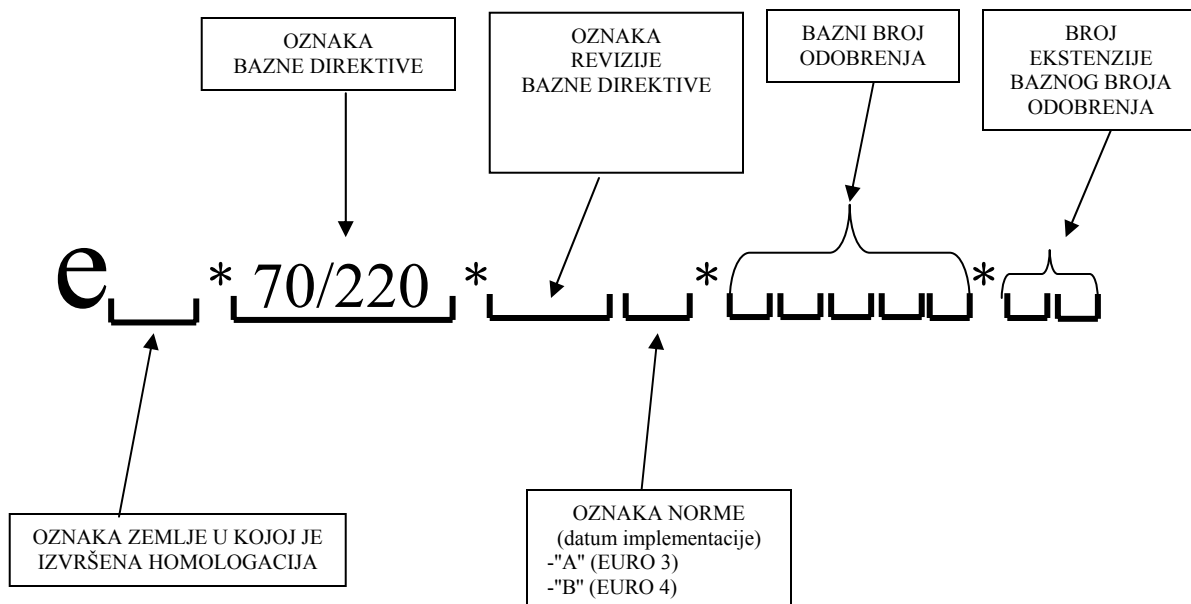 OZNAKA
BAZNE DIREKTIVE
OZNAKA
REVIZIJE
BAZNE DIREKTIVE
BAZNI BROJ
ODOBRENJA
BROJ
EKSTENZIJE
BAZNOG BROJA
ODOBRENJA
e * 70/220 * * *
OZNAKA ZEMLJE U KOJOJ JE
IZVRŠENA HOMOLOGACIJA
OZNAKA NORME
(datum implementacije)
-"A" (EURO 3)
-"B" (EURO 4)